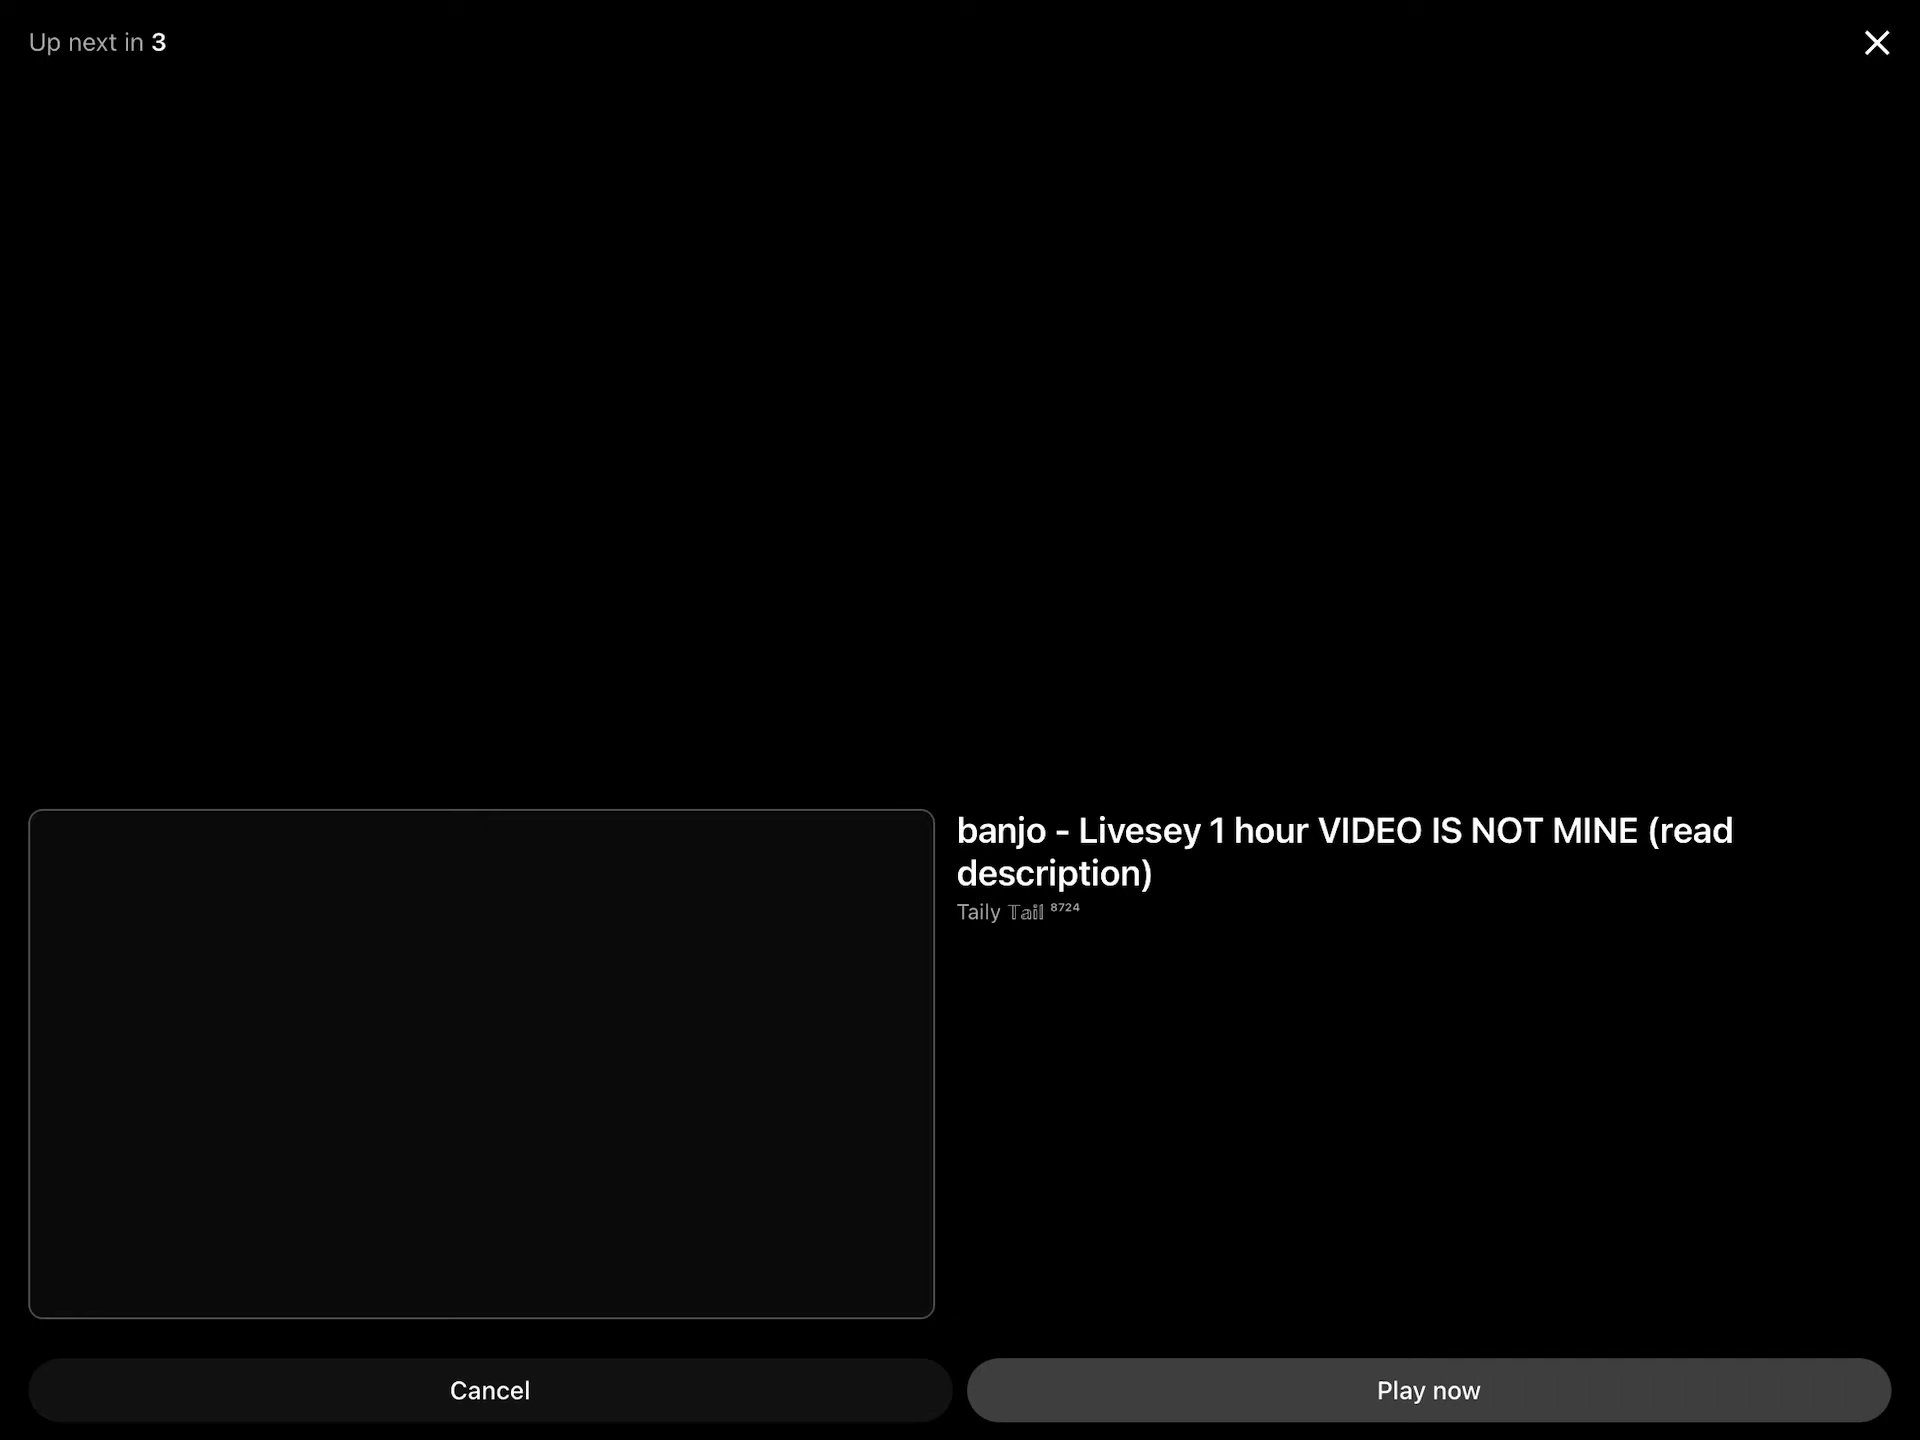 Up next in 3
banjo - Livesey 1 hour VIDEO IS NOT MINE (read
description)
Taily 𝕋𝕒𝕚𝕝 ⁸⁷²⁴
Cancel
Play now